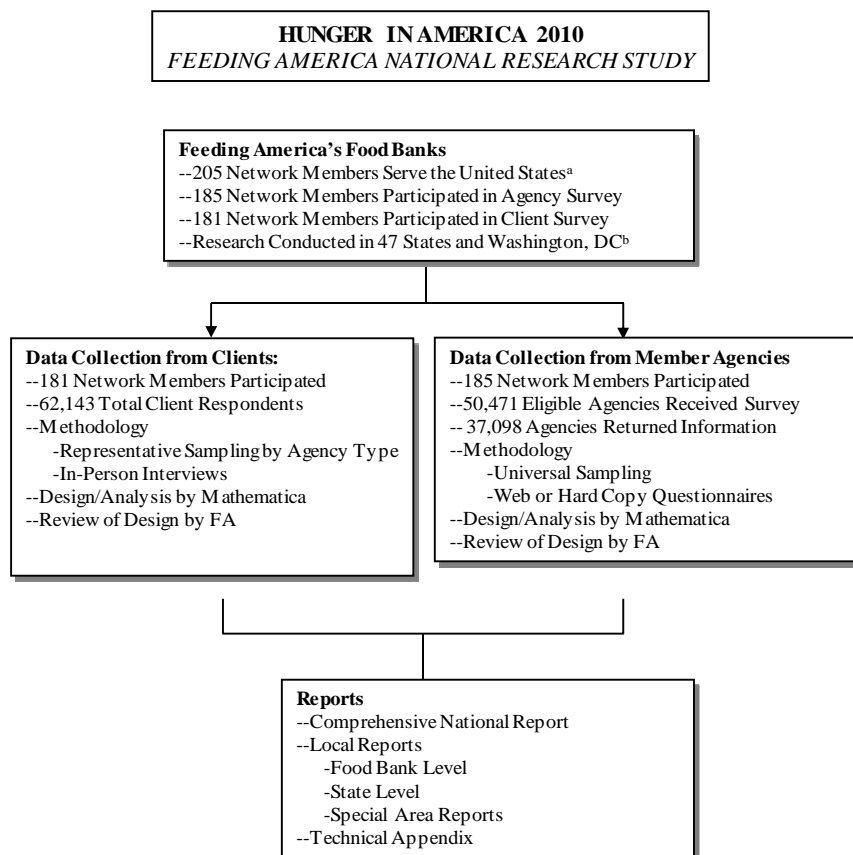 HUNGER IN AMERICA 2010
FEEDING AMERICA NATIONAL RESEARCH STUDY
Feeding America's Food Banks
--205 Network Members Serve the United Statesᵃ
--185 Network Members Participated in Agency Survey
--181 Network Members Participated in Client Survey
--Research Conducted in 47 States and Washington, DCᵇ
Data Collection from Clients:
--181 Network Members Participated
--62,143 Total Client Respondents
--Methodology
-Representative Sampling by Agency Type
-In-Person Interviews
--Design/Analysis by Mathematica
--Review of Design by FA
Data Collection from Member Agencies
--185 Network Members Participated
--50,471 Eligible Agencies Received Survey
-- 37,098 Agencies Returned Information
--Methodology
-Universal Sampling
-Web or Hard Copy Questionnaires
--Design/Analysis by Mathematica
--Review of Design by FA
Reports
--Comprehensive National Report
--Local Reports
-Food Bank Level
-State Level
-Special Area Reports
--Technical Appendix